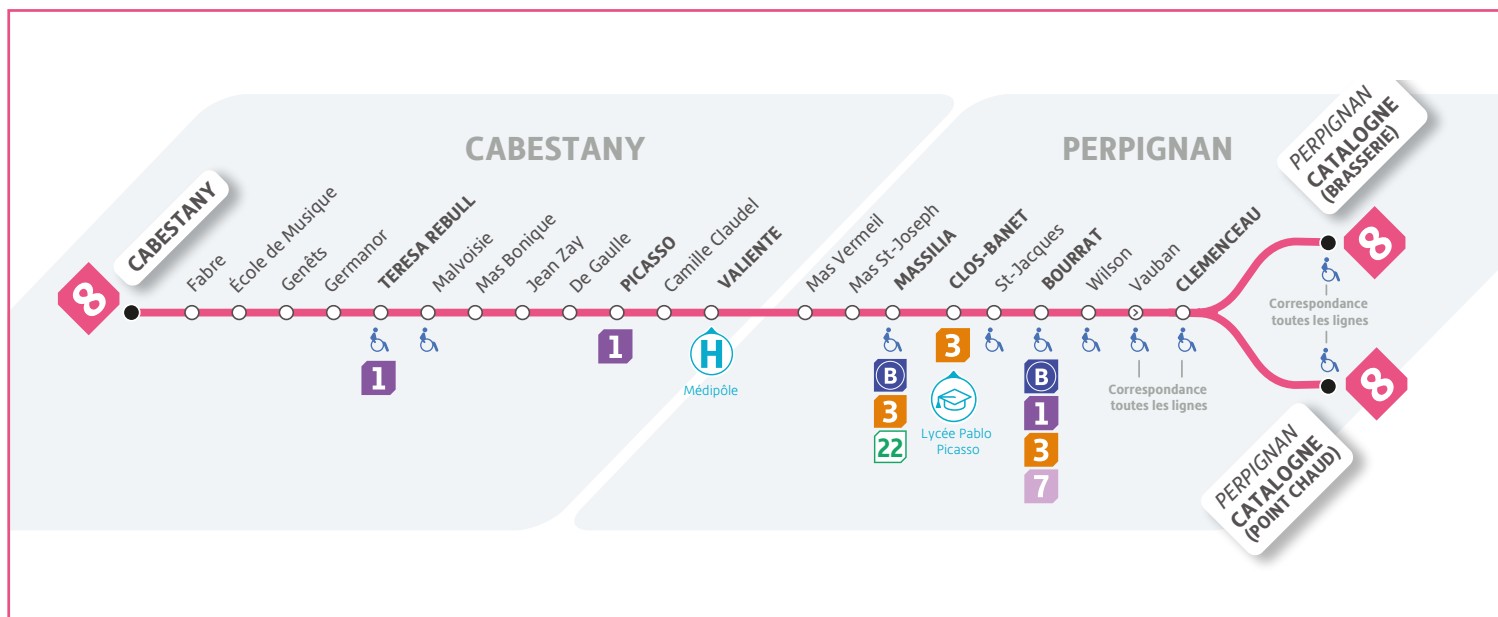 CABESTANY
PERPIGNAN
8
CABESTANY
Fabre
École de Musique
Genêts
Germanor
TERESA REBULL
1
Malvoisie
Mas Bonique
Jean Zay
De Gaulle
PICASSO
1
Camille Claudel
VALIENTE
H
Médipôle
Mas Vermeil
Mas St-Joseph
MASSILIA
B
3
22
CLOS-BANET
3
Lycée Pablo
Picasso
St-Jacques
BOURRAT
B
1
3
7
Wilson
Vauban
CLEMENCEAU
Correspondance
toutes les lignes
PERPIGNAN
CATALOGNE
(BRASSERIE)
8
Correspondance
toutes les lignes
8
PERPIGNAN
CATALOGNE
(POINT CHAUD)